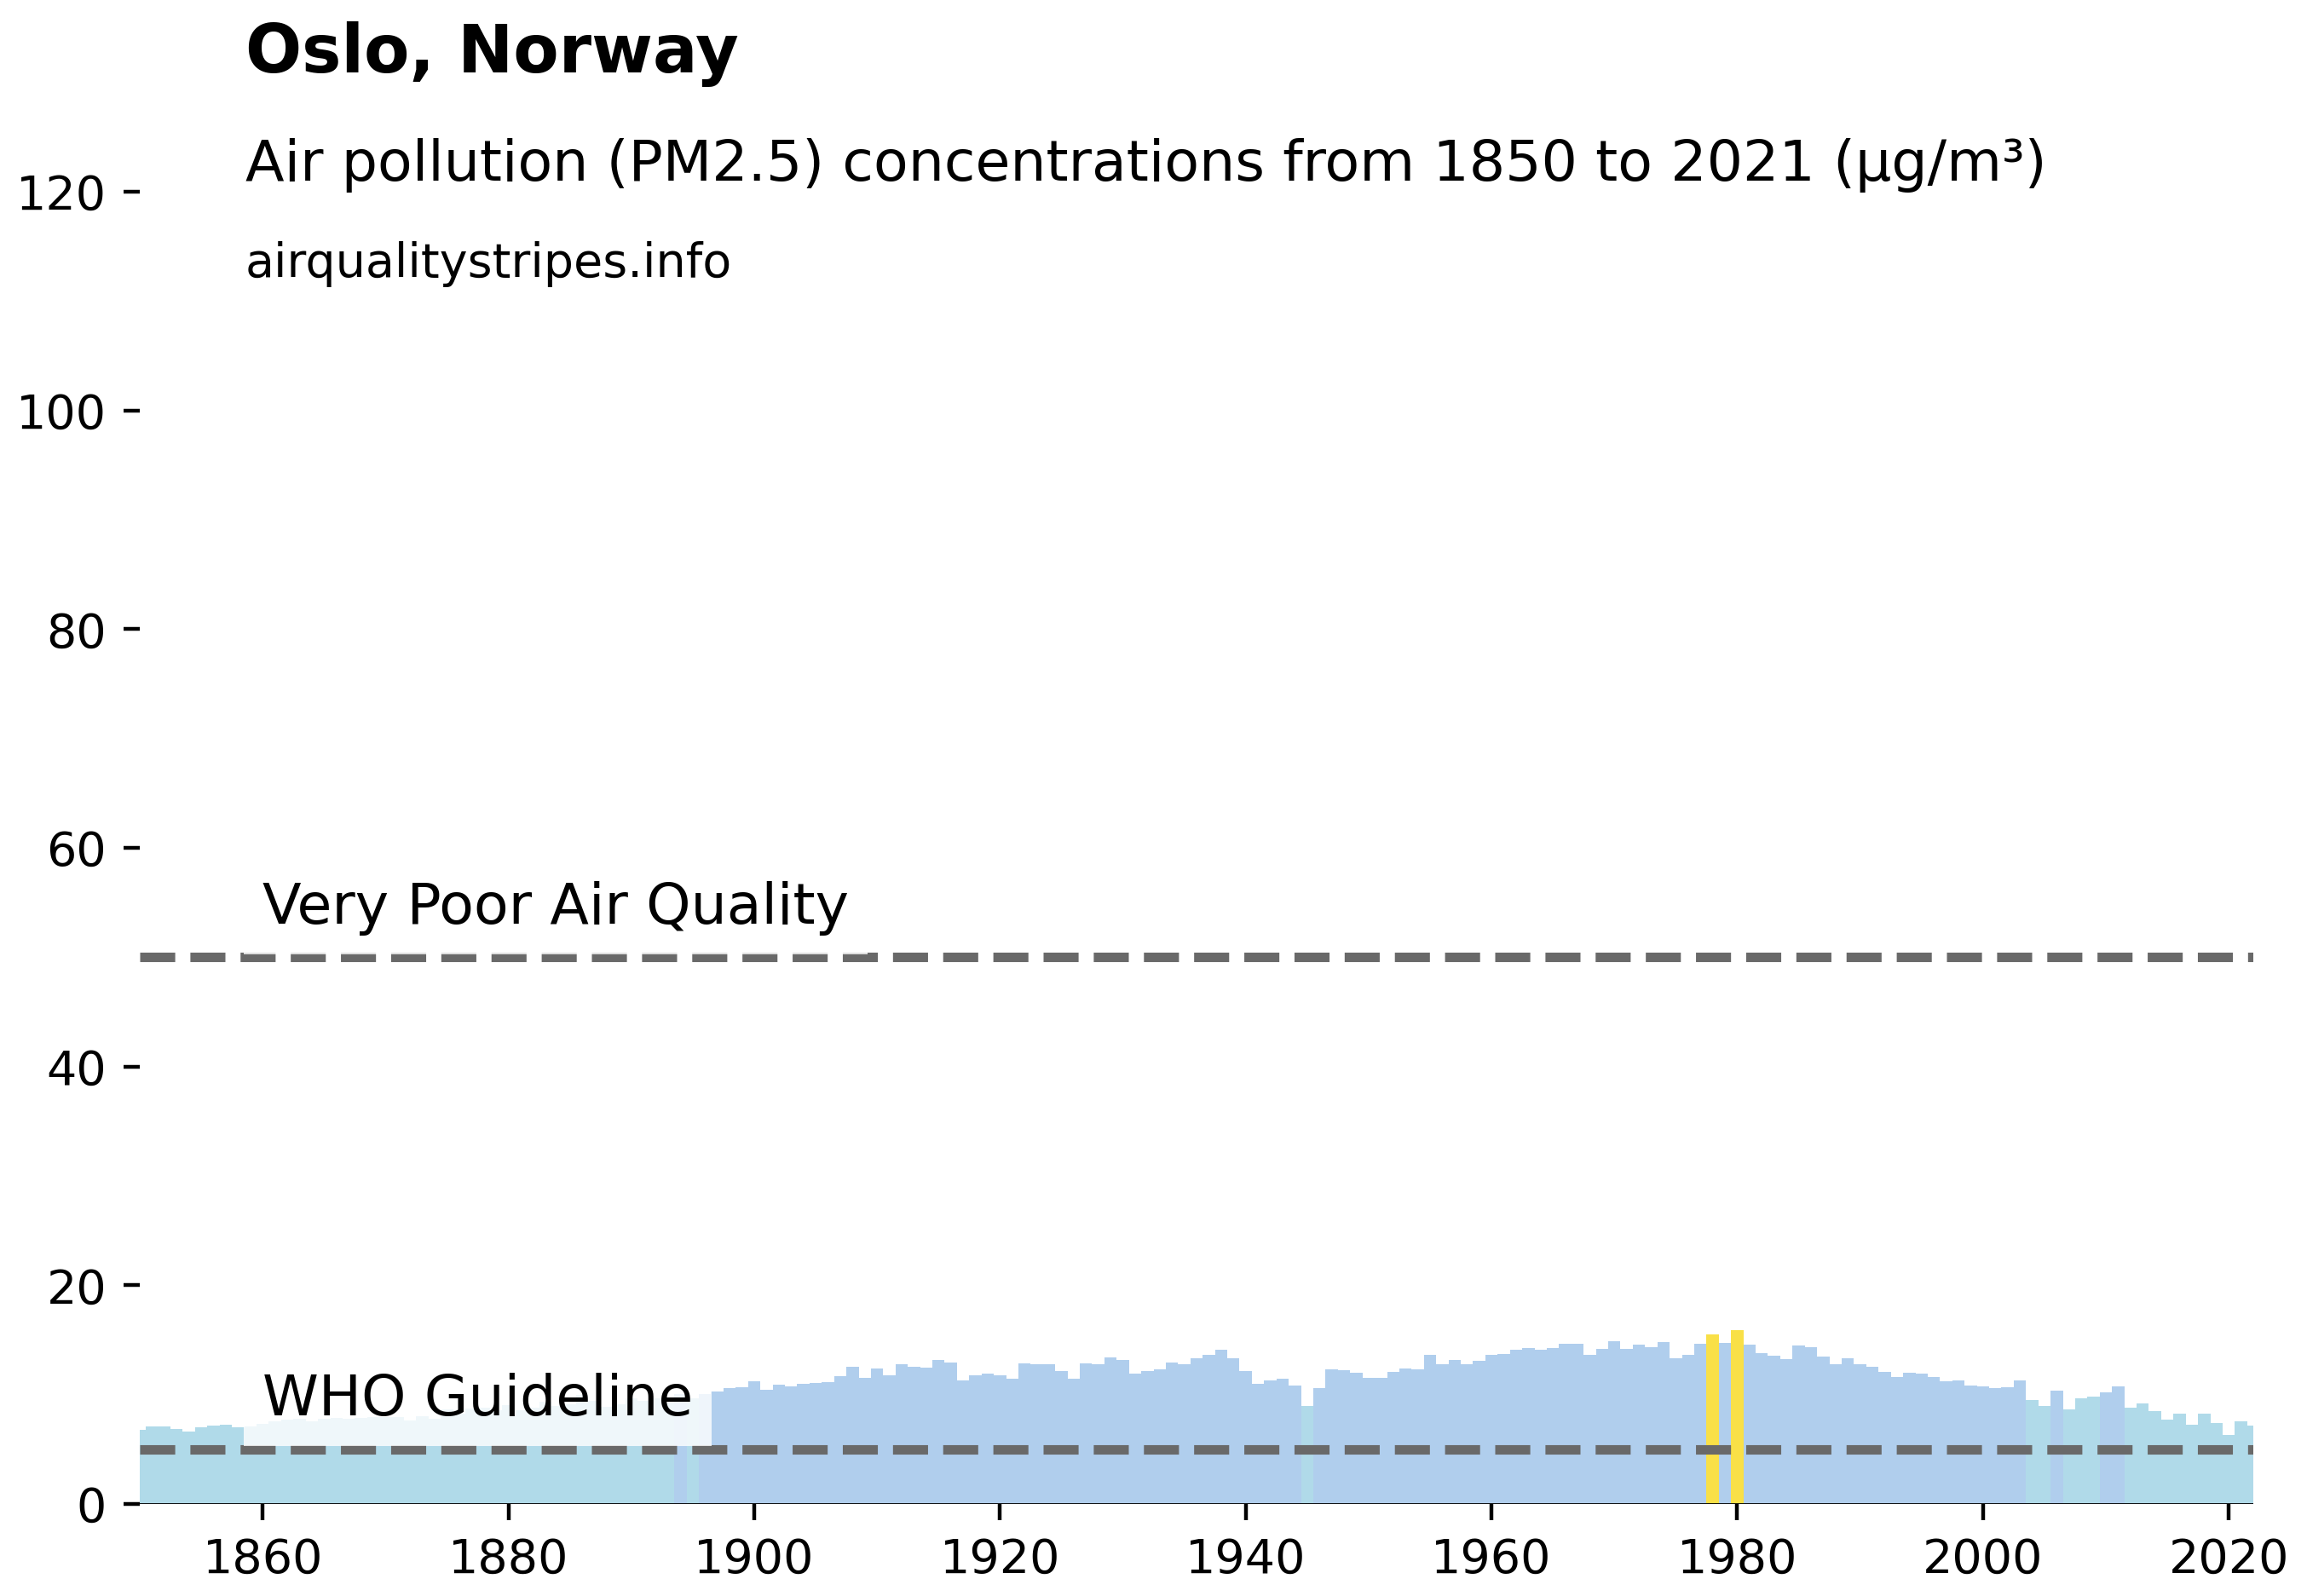 Oslo, Norway
Air pollution (PM2.5) concentrations from 1850 to 2021 (µg/m³)
120
airqualitystripes.info
100
80
60
Very Poor Air Quality
40
20
WHO Guideline
0
1860 1880 1900 1920 1940 1960 1980 2000 2020